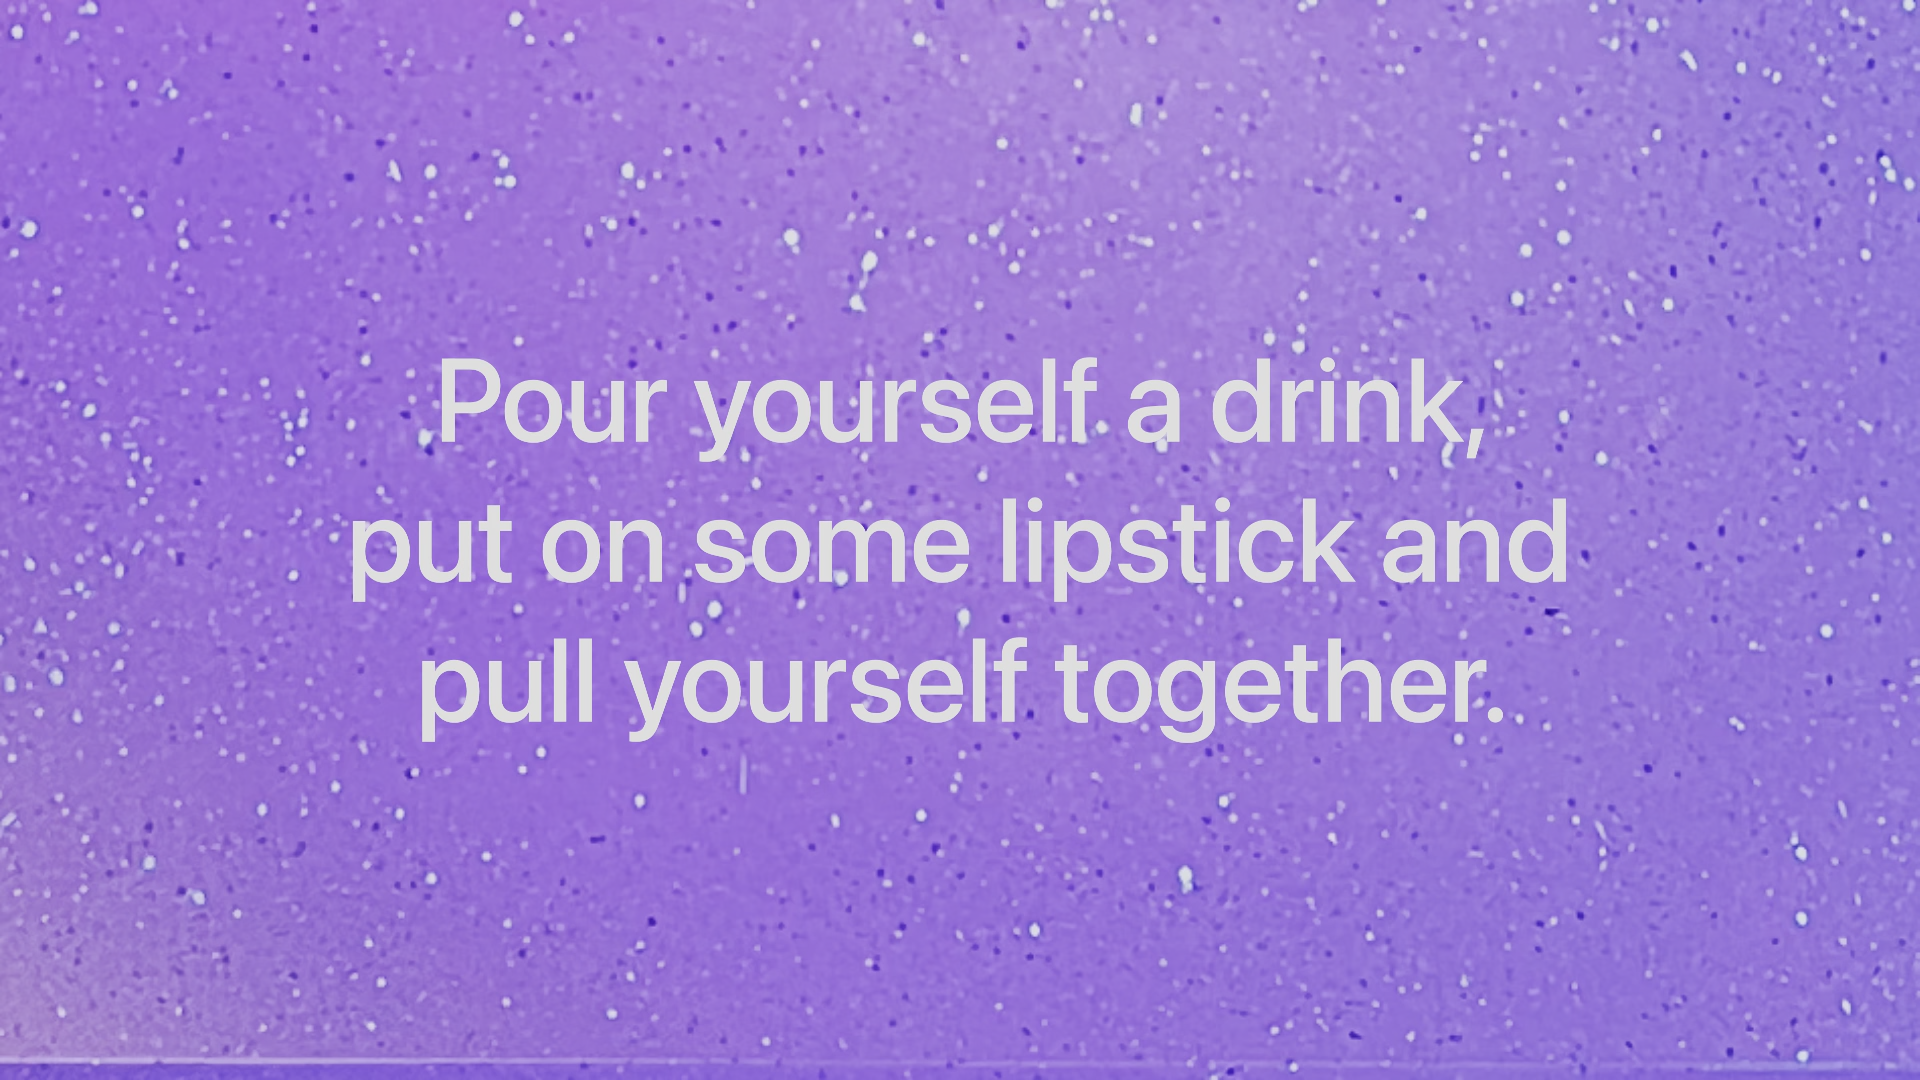 Pour yourself a drink,
put on some lipstick and
pull yourself together.